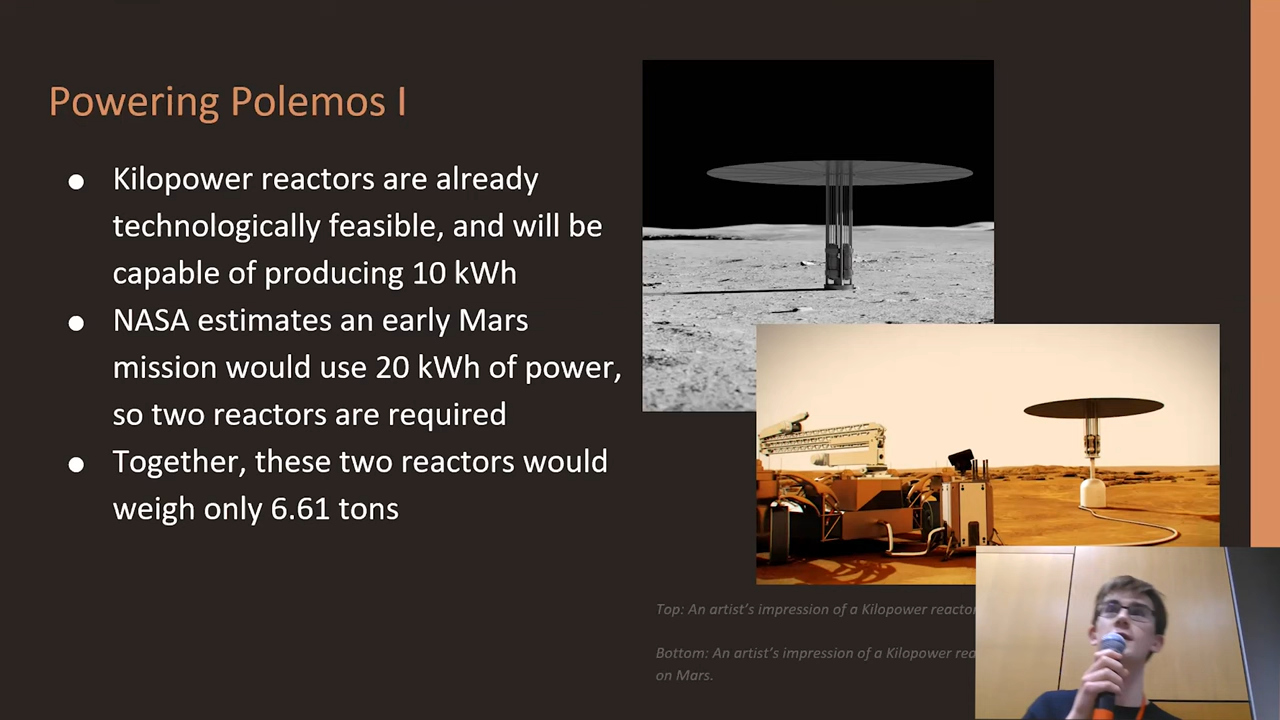 Powering Polemos I
● Kilopower reactors are already
technologically feasible, and will be
capable of producing 10 kWh
● NASA estimates an early Mars
mission would use 20 kWh of power,
so two reactors are required
● Together, these two reactors would
weigh only 6.61 tons
Top: An artist's impression of a Kilopower reactor
Bottom: An artist's impression of a Kilopower
on Mars.